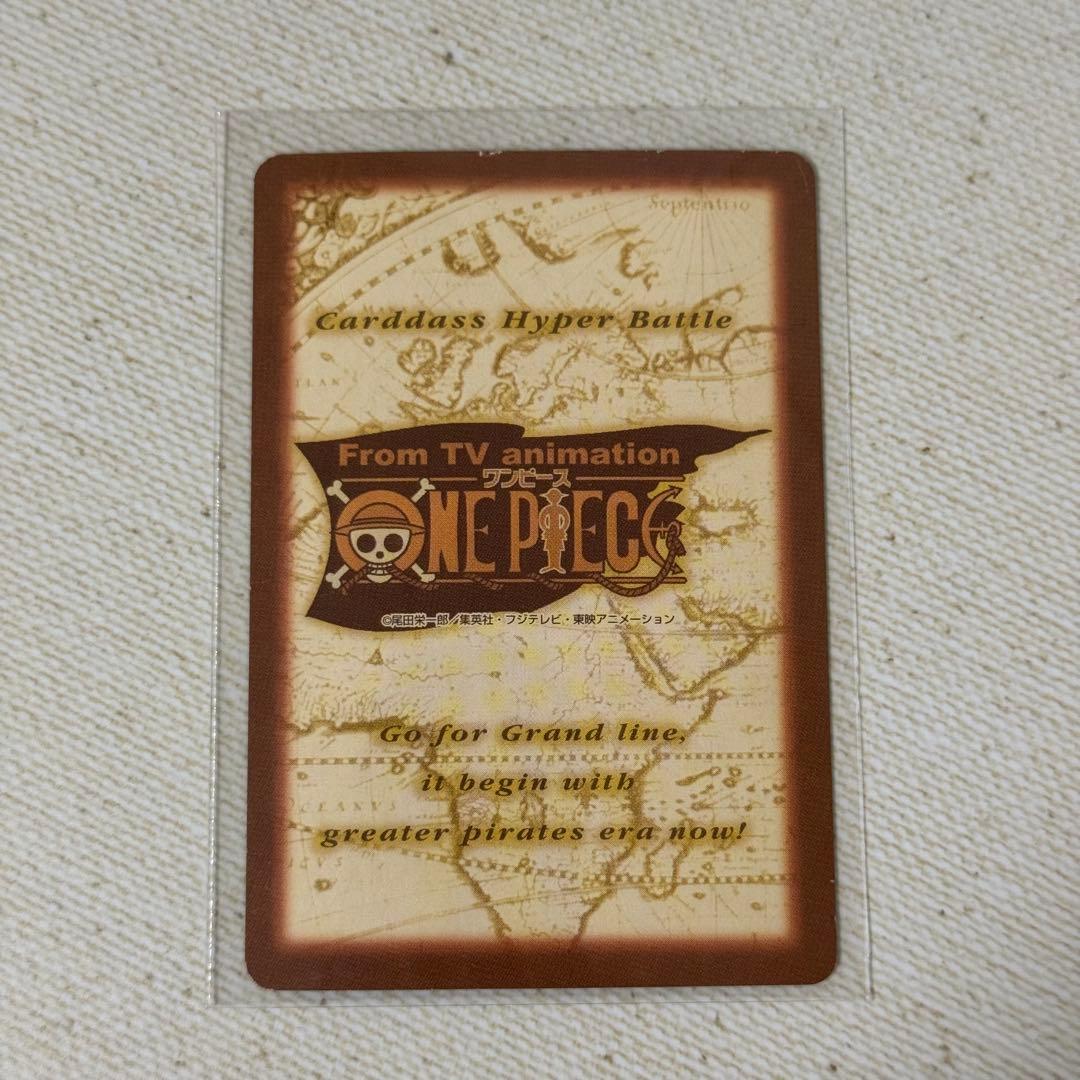 Septentrio
Carddass Hyper Battle
From TV animation
ワンピース
ONE PIECE
©尾田栄一郎／集英社・フジテレビ・東映アニメーション
Go for Grand line,
it begin with
OCEANVS
greater pirates era now!